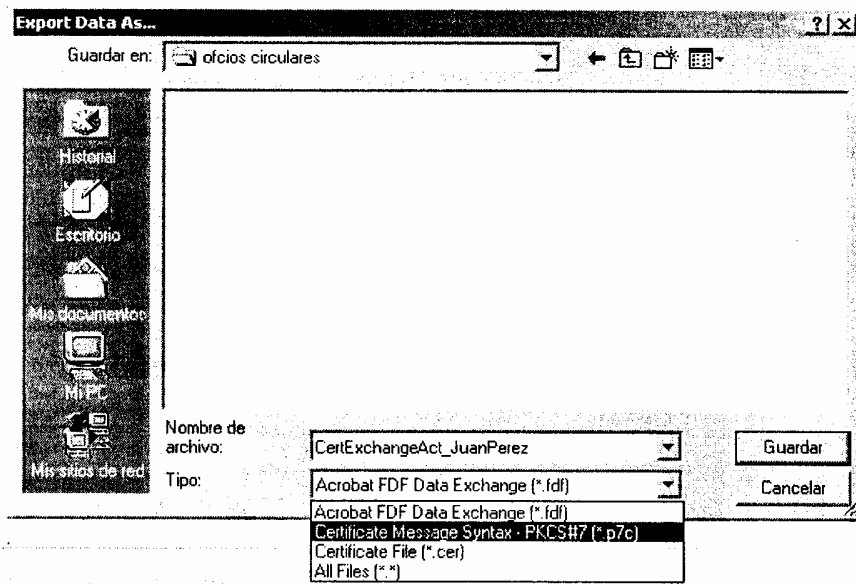 Export Data As...
Guardar en: ofcios circulares
Historial
Escritorio
Mis documentos
Mi PC
Mis sitios de red
Nombre de archivo: CertExchangeAct_JuanPerez Guardar
Tipo: Acrobat FDF Data Exchange (*.fdf) Cancelar
Acrobat FDF Data Exchange (*.fdf)
Certificate Message Syntax - PKCS#7 (*.p7c)
Certificate File (*.cer)
All Files (*.*)